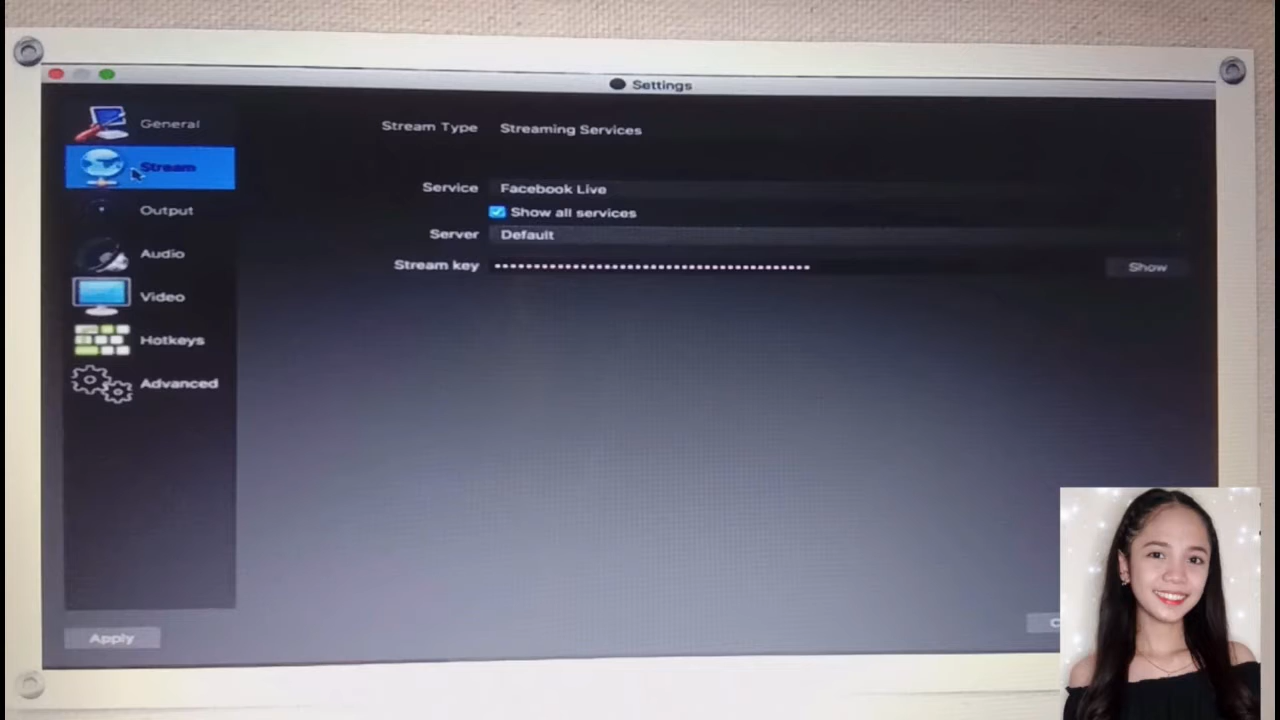 Settings
General
Stream
Output
Audio
Video
Hotkeys
Advanced
Stream Type Streaming Services
Service Facebook Live
Show all services
Server Default
Stream key
Show
Apply